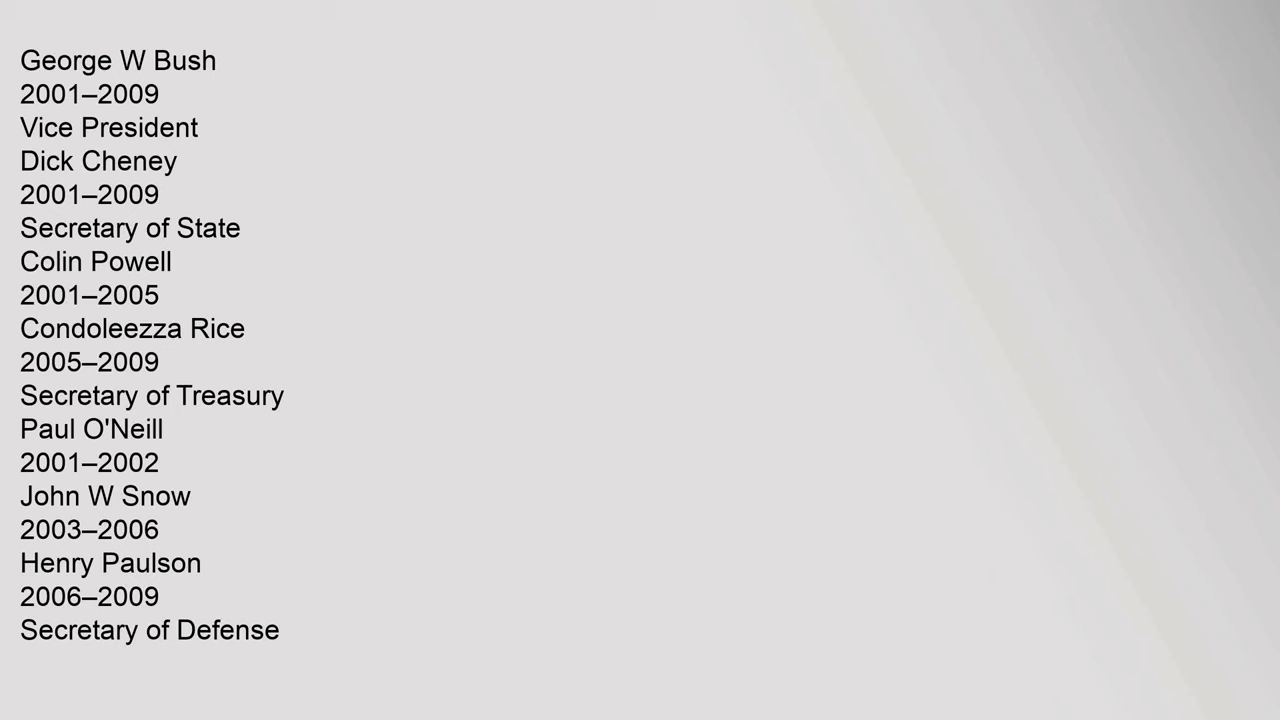 George W Bush
2001–2009
Vice President
Dick Cheney
2001–2009
Secretary of State
Colin Powell
2001–2005
Condoleezza Rice
2005–2009
Secretary of Treasury
Paul O'Neill
2001–2002
John W Snow
2003–2006
Henry Paulson
2006–2009
Secretary of Defense